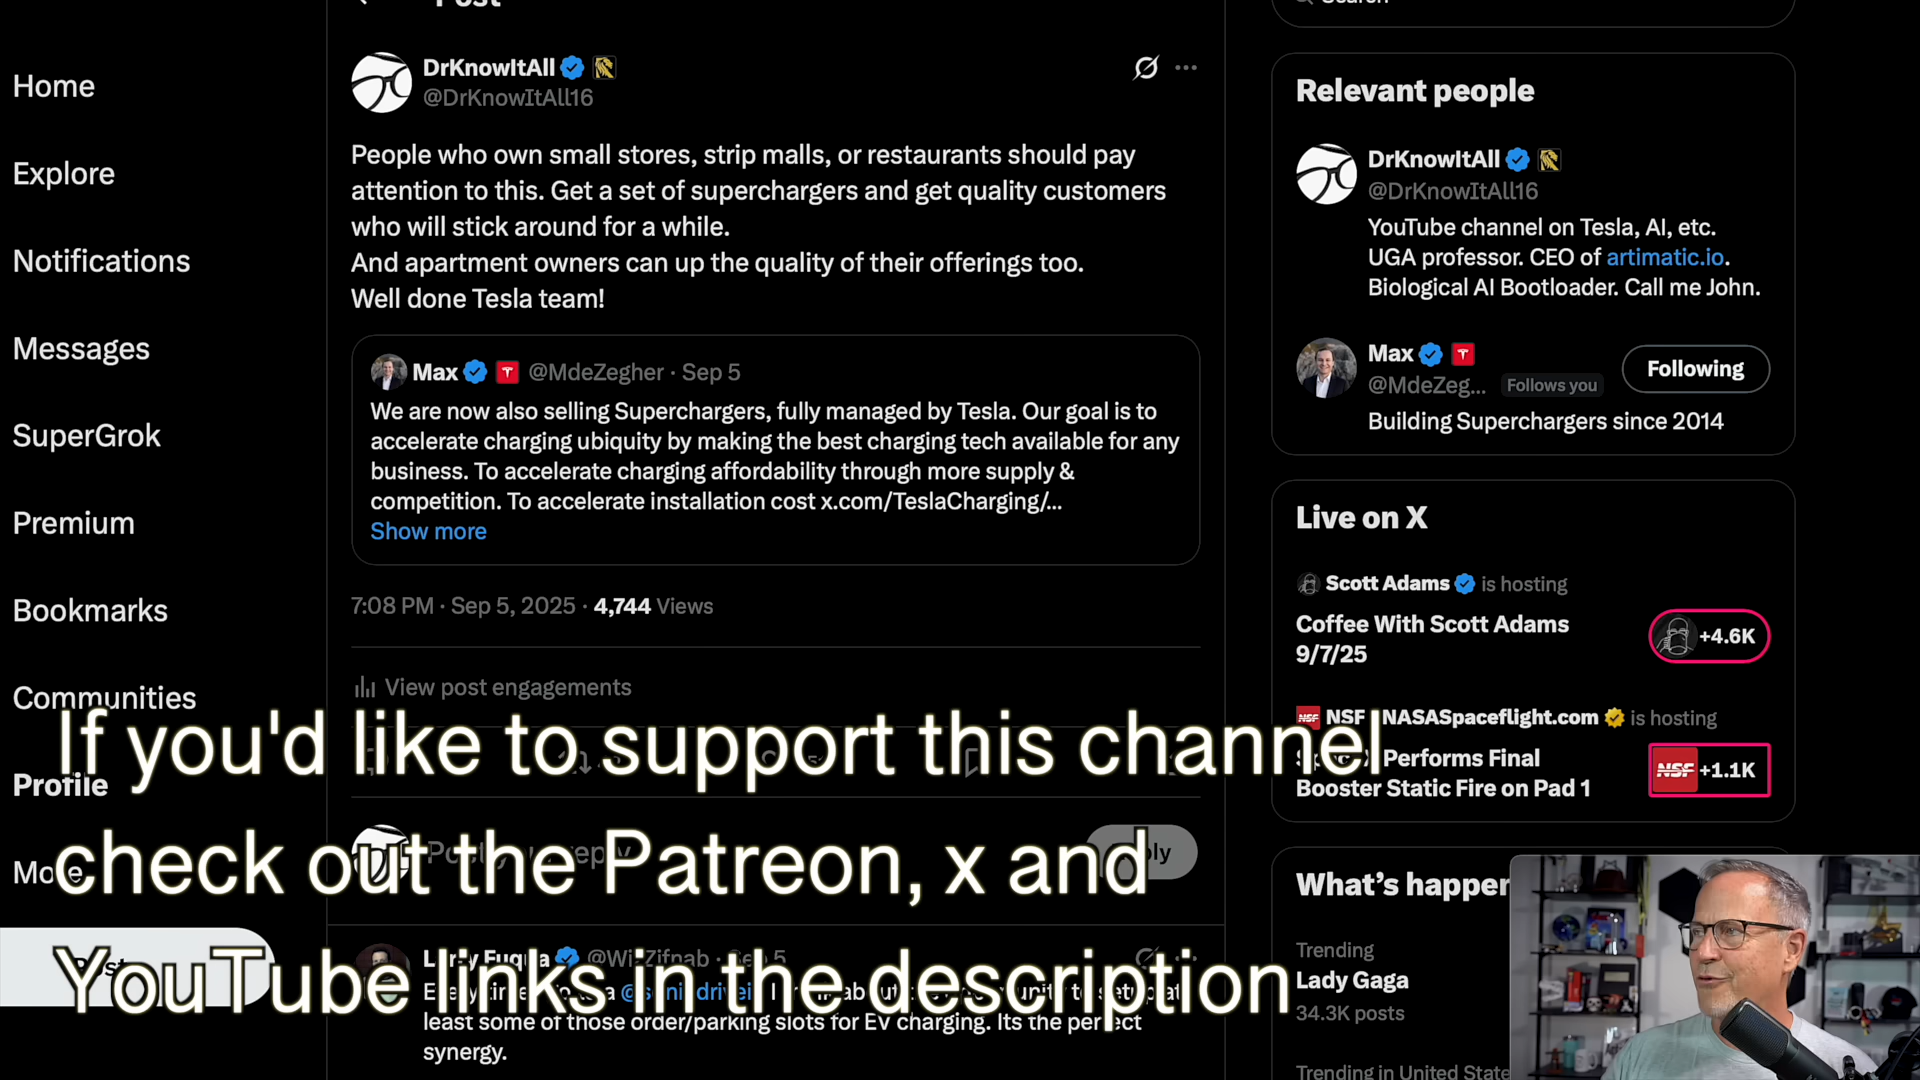 Post
Search
Home
Explore
Notifications
Messages
SuperGrok
Premium
Bookmarks
Communities
Profile
DrKnowItAll
@DrKnowItAll16
People who own small stores, strip malls, or restaurants should pay
attention to this. Get a set of superchargers and get quality customers
who will stick around for a while.
And apartment owners can up the quality of their offerings too.
Well done Tesla team!
Max @MdeZegher · Sep 5
We are now also selling Superchargers, fully managed by Tesla. Our goal is to
accelerate charging ubiquity by making the best charging tech available for any
business. To accelerate charging affordability through more supply &
competition. To accelerate installation cost x.com/TeslaCharging/...
Show more
7:08 PM · Sep 5, 2025 · 4,744 Views
View post engagements
If you'd like to support this channel
check out the Patreon, x and
YouTube links in the description
least some of those order/parking slots for EV charging. Its the perfect
synergy.
Relevant people
DrKnowItAll
@DrKnowItAll16
YouTube channel on Tesla, AI, etc.
UGA professor. CEO of artimatic.io.
Biological AI Bootloader. Call me John.
Max
@MdeZeg... Follows you
Following
Building Superchargers since 2014
Live on X
Scott Adams is hosting
Coffee With Scott Adams
9/7/25
+4.6K
NSF NASASpaceflight.com is hosting
Performs Final
Booster Static Fire on Pad 1
NSF +1.1K
What's happen
Trending
Lady Gaga
34.3K posts
Trending in United State